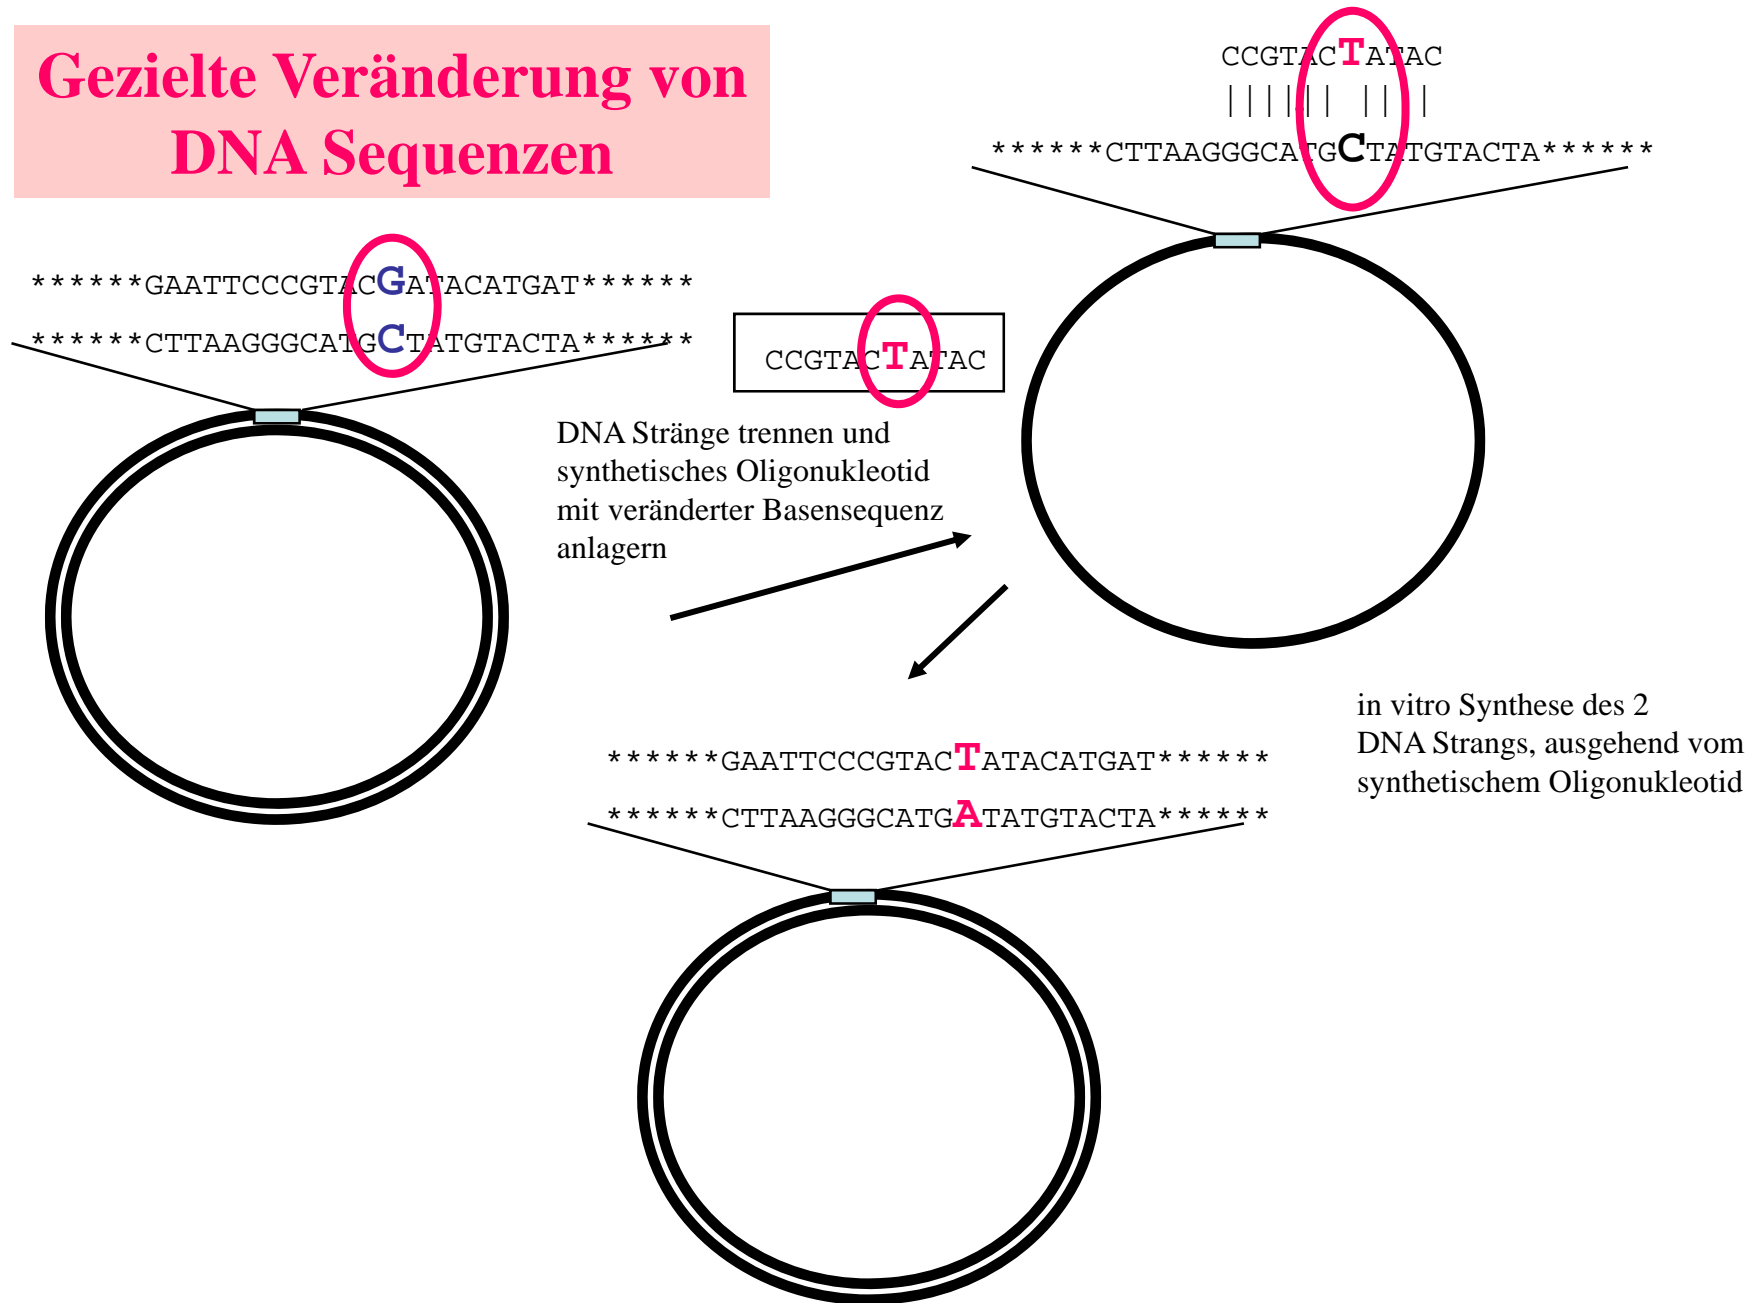 Gezielte Veränderung von
DNA Sequenzen
******GAATTCCCGTACGATACATGAT******
******CTTAAGGGCATGCTATGTACTA******
CCGTACTATAC
DNA Stränge trennen und
synthetisches Oligonukleotid
mit veränderter Basensequenz
anlagern
CCGTACTATAC
|||||| || |
******CTTAAGGGCATGCTATGTACTA******
in vitro Synthese des 2
DNA Strangs, ausgehend vom
synthetischem Oligonukleotid
******GAATTCCCGTACTATACATGAT******
******CTTAAGGGCATGATATGTACTA******